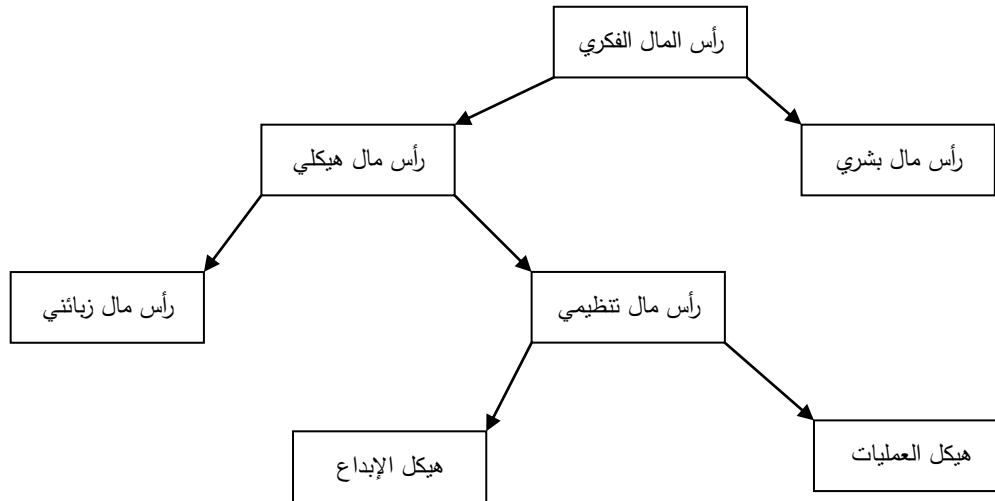 رأس المال الفكري
رأس مال بشري
رأس مال هيكلي
رأس مال تنظيمي
رأس مال زبائني
هيكل العمليات
هيكل الإبداع